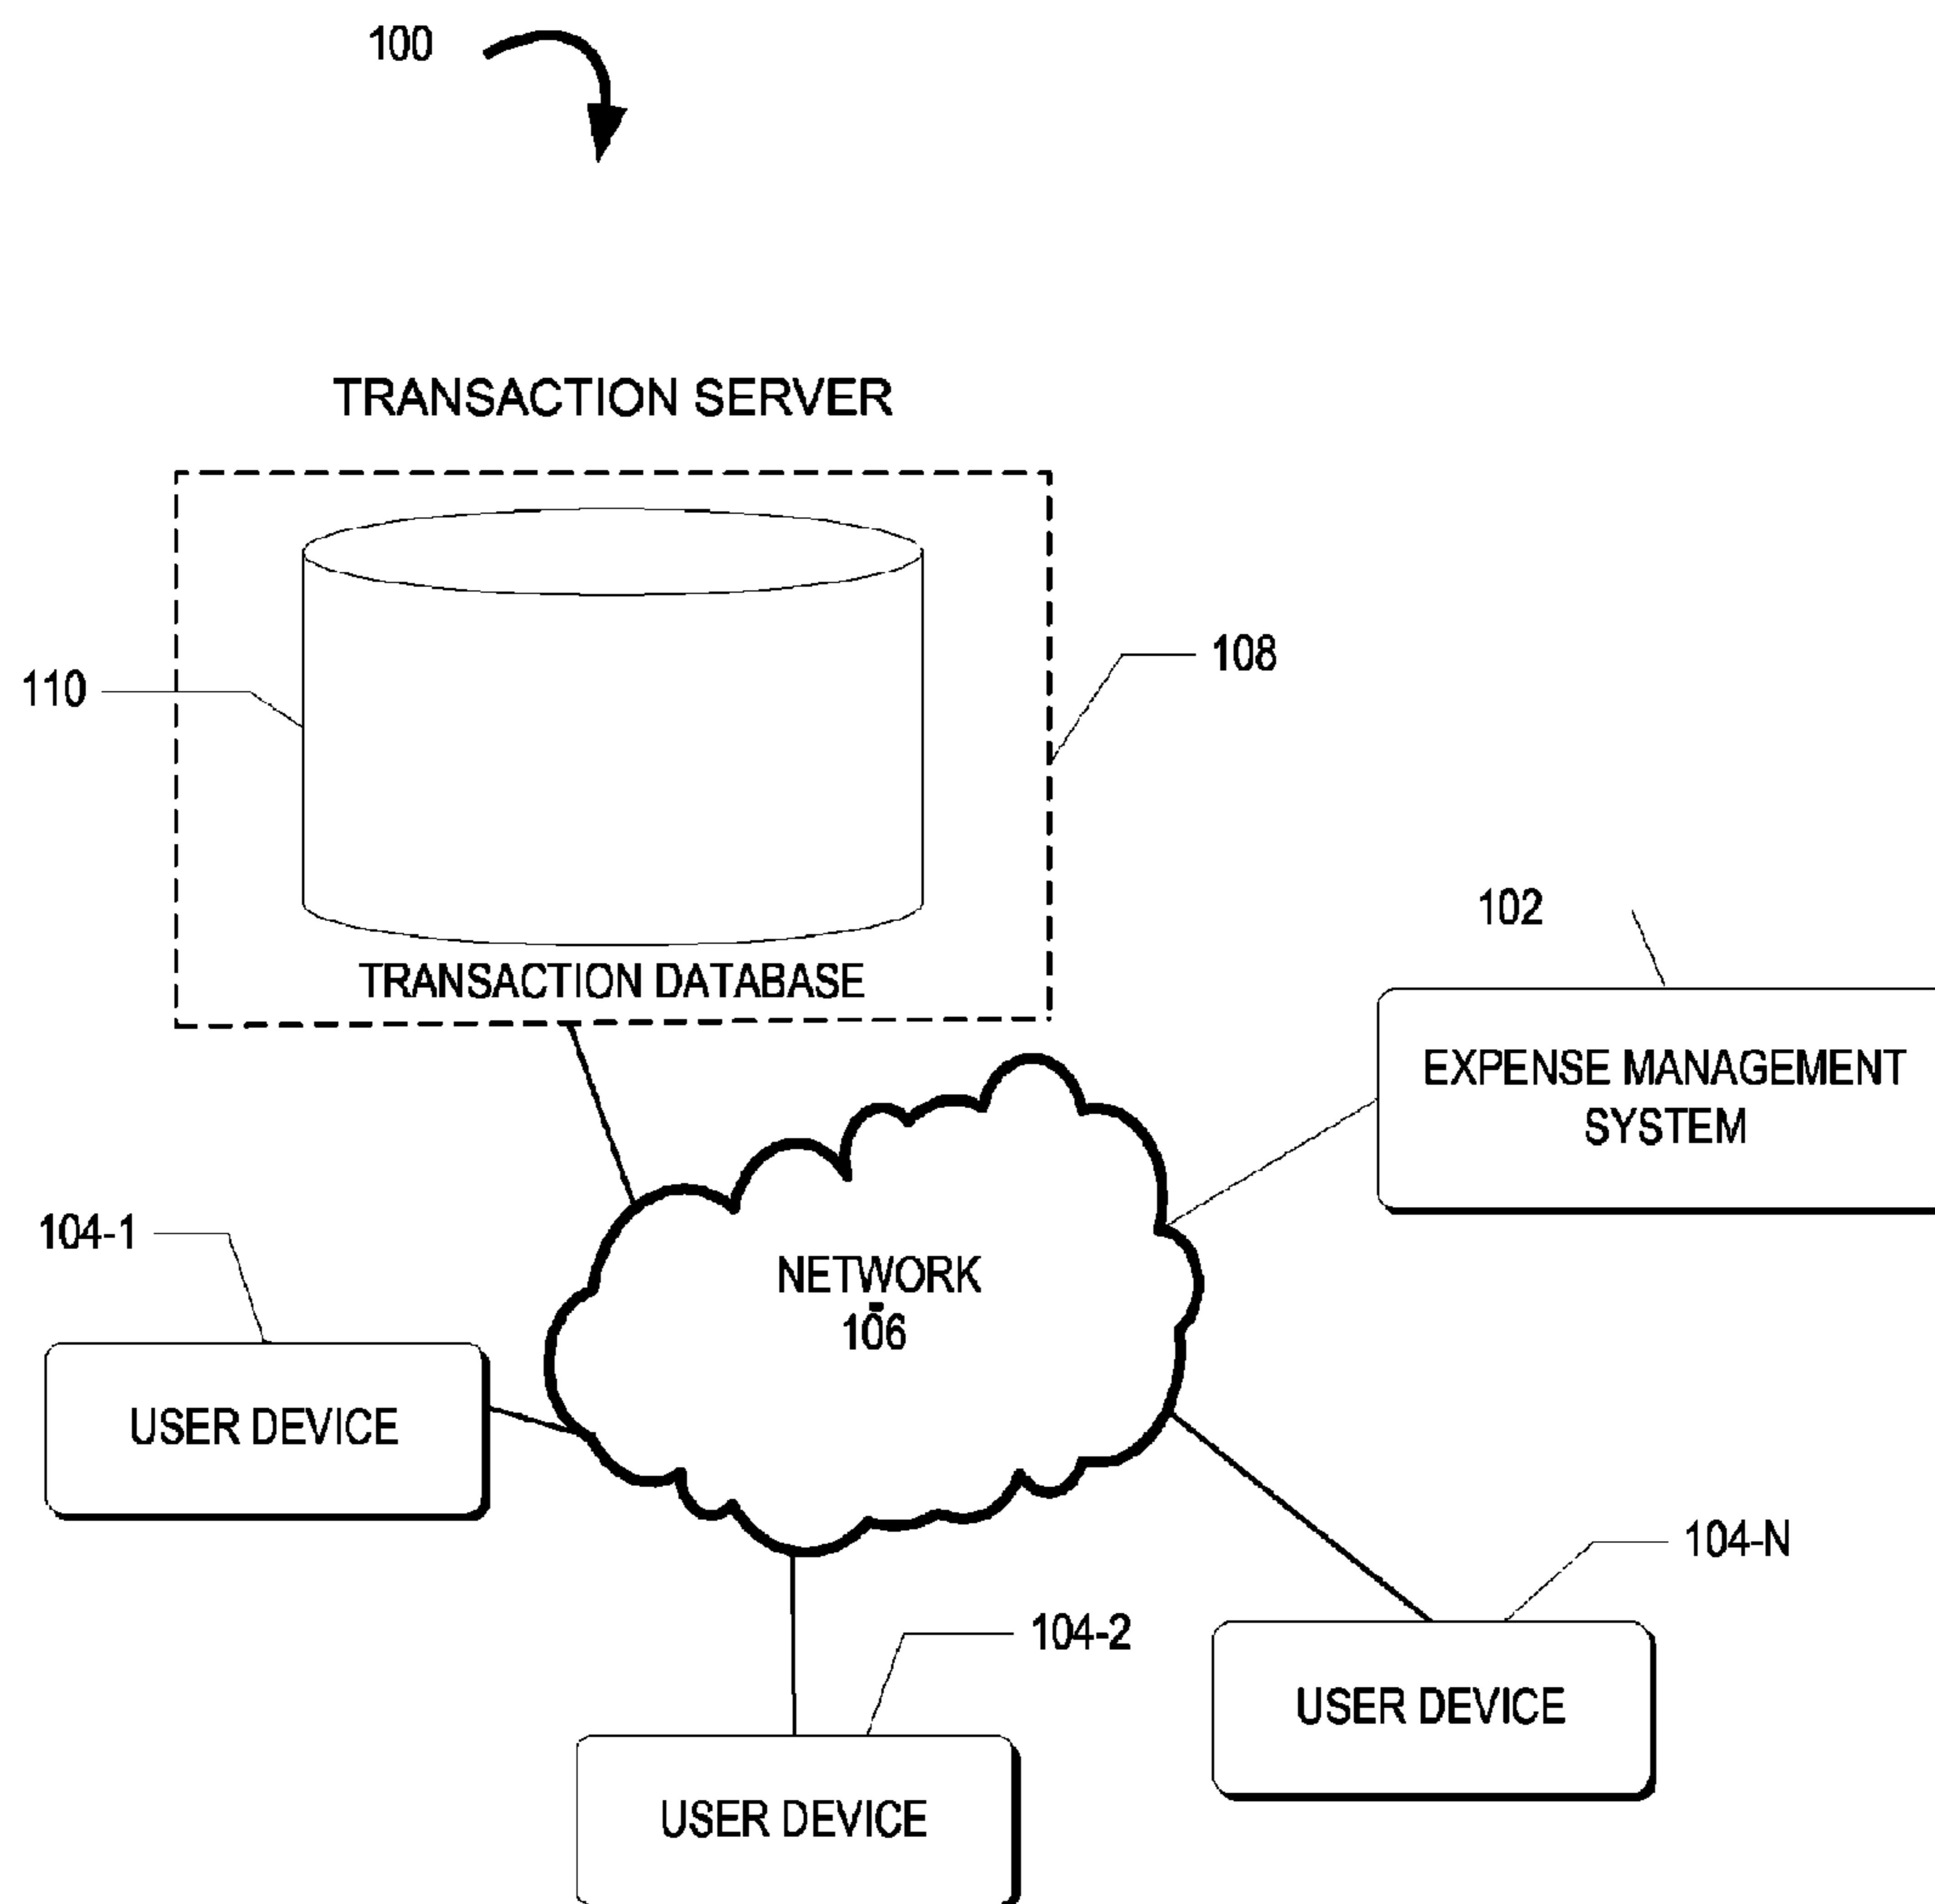 100
TRANSACTION SERVER
110
108
TRANSACTION DATABASE
102
EXPENSE MANAGEMENT
SYSTEM
NETWORK
106
104-1
USER DEVICE
104-2
USER DEVICE
104-N
USER DEVICE